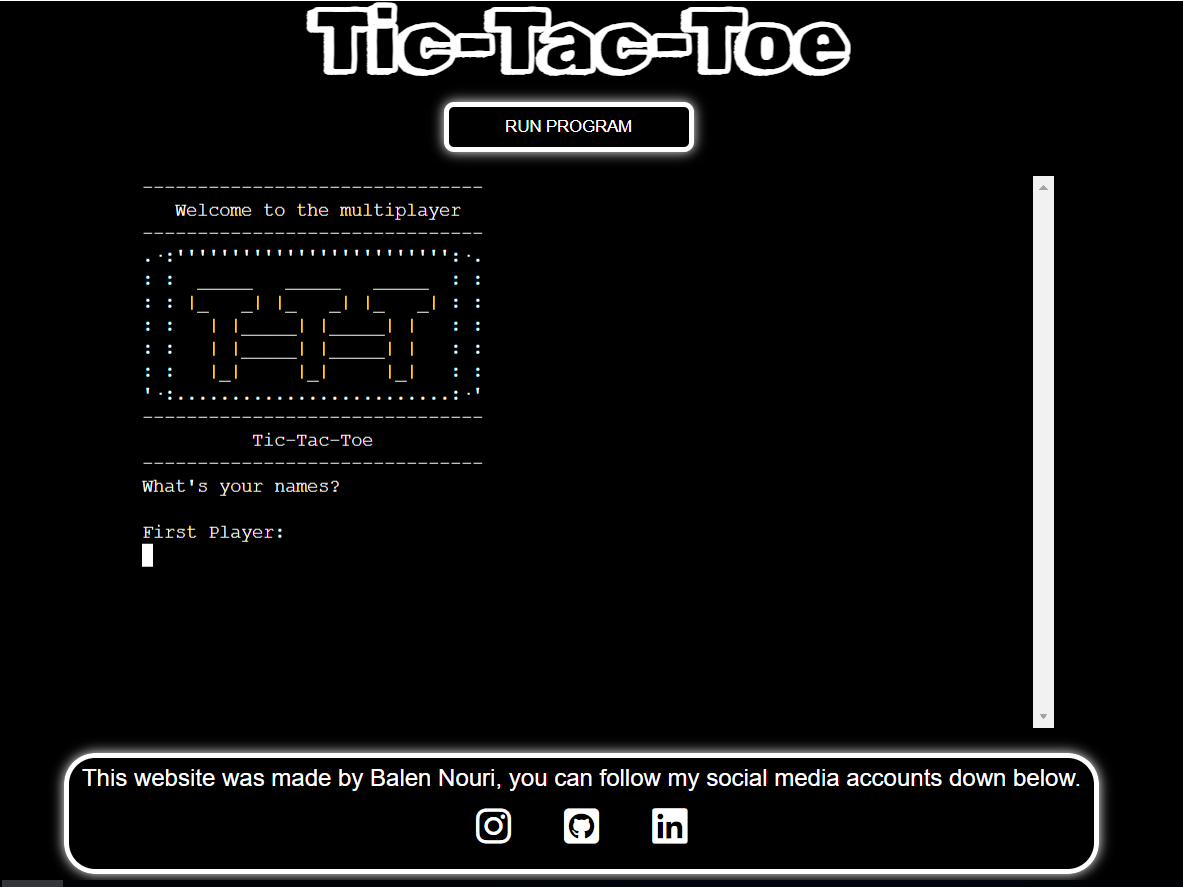 Tic-Tac-Toe
RUN PROGRAM
Welcome to the multiplayer
Tic-Tac-Toe
What's your names?
First Player:
This website was made by Balen Nouri, you can follow my social media accounts down below.